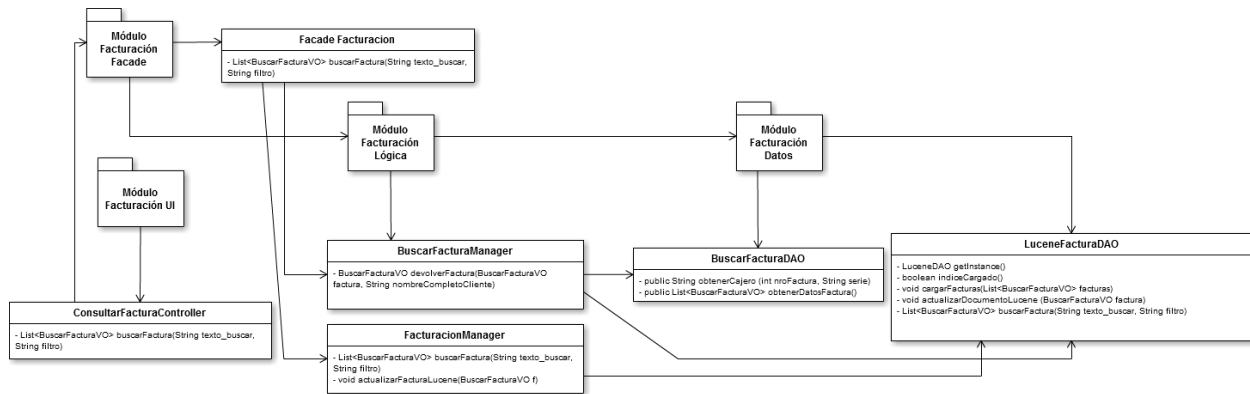 Módulo
Facturación
Facade
Facade Facturacion
- List<BuscarFacturaVO> buscarFactura(String texto_buscar,
String filtro)
Módulo
Facturación
Lógica
Módulo
Facturación
Datos
Módulo
Facturación UI
BuscarFacturaManager
- BuscarFacturaVO devolverFactura(BuscarFacturaVO
factura, String nombreCompletoCliente)
BuscarFacturaDAO
- public String obtenerCajero (int nroFactura, String serie)
- public List<BuscarFacturaVO> obtenerDatosFactura()
LuceneFacturaDAO
- LuceneDAO getInstance()
- boolean indiceCargado()
- void cargarFacturas(List<BuscarFacturaVO> facturas)
- void actualizarDocumentoLucene (BuscarFacturaVO factura)
- List<BuscarFacturaVO> buscarFactura(String texto_buscar, String filtro)
ConsultarFacturaController
- List<BuscarFacturaVO> buscarFactura(String texto_buscar,
String filtro)
FacturacionManager
- List<BuscarFacturaVO> buscarFactura(String texto_buscar,
String filtro)
- void actualizarFacturaLucene(BuscarFacturaVO f)